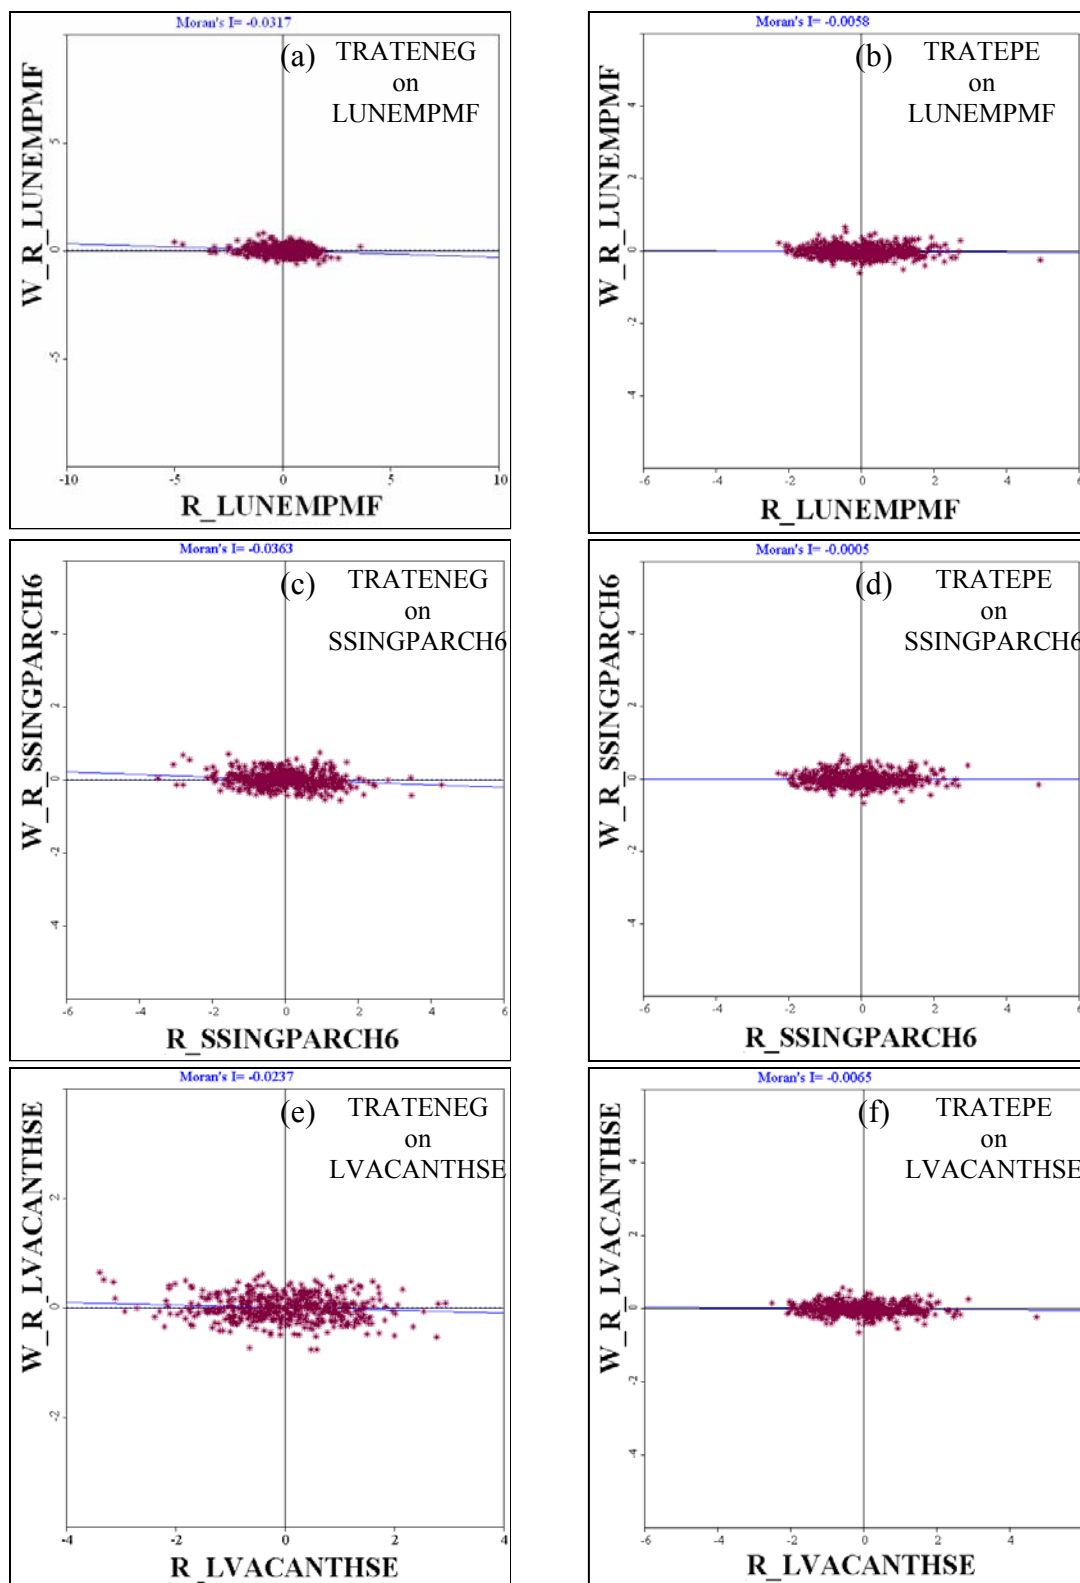 Moran's I= -0.0317
(a)
TRATENEG
on
LUNEMPMF
W_R_LUNEMPMF
5
0
-5
-10 -5 0 5 10
R_LUNEMPMF
Moran's I= -0.0058
(b)
TRATEPE
on
LUNEMPMF
W_R_LUNEMPMF
4
2
0
-2
-4
-6 -4 -2 0 2 4 6
R_LUNEMPMF
Moran's I= -0.0363
(c)
TRATENEG
on
SSINGPARCH6
W_R_SSINGPARCH6
4
2
0
-2
-4
-6 -4 -2 0 2 4 6
R_SSINGPARCH6
Moran's I= -0.0005
(d)
TRATEPE
on
SSINGPARCH6
W_R_SSINGPARCH6
4
2
0
-2
-4
-6 -4 -2 0 2 4 6
R_SSINGPARCH6
Moran's I= -0.0237
(e)
TRATENEG
on
LVACANTHSE
W_R_LVACANTHSE
2
0
-2
-4 -2 0 2 4
R_LVACANTHSE
Moran's I= -0.0065
(f)
TRATEPE
on
LVACANTHSE
W_R_LVACANTHSE
4
2
0
-2
-4
-6 -4 -2 0 2 4 6
R_LVACANTHSE